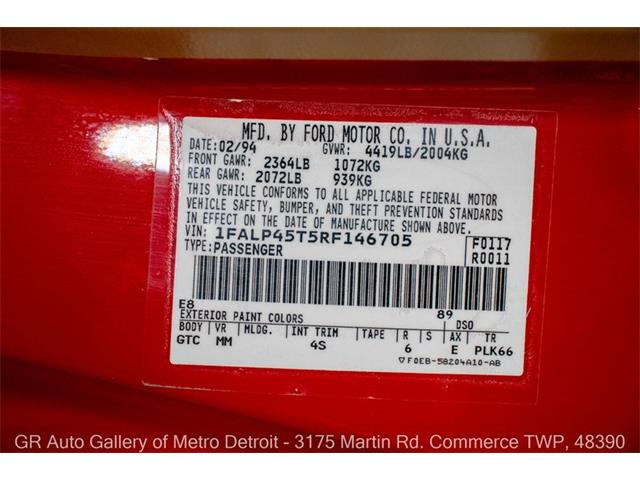 MFD. BY FORD MOTOR CO. IN U.S.A.
DATE: 02/94 GVWR: 4419LB/2004KG
FRONT GAWR: 2364LB 1072KG
REAR GAWR: 2072LB 939KG
THIS VEHICLE CONFORMS TO ALL APPLICABLE FEDERAL MOTOR
VEHICLE SAFETY, BUMPER, AND THEFT PREVENTION STANDARDS
IN EFFECT ON THE DATE OF MANUFACTURE SHOWN ABOVE.
VIN: 1FALP45T5RF146705 F0117
TYPE: PASSENGER R0011
E8 89
EXTERIOR PAINT COLORS DSO
BODY VR MLDG. INT TRIM TAPE R S AX TR
GTC MM 4S 6 E PLK66
▽F0EB-58204A10-AB
GR Auto Gallery of Metro Detroit - 3175 Martin Rd. Commerce TWP, 48390